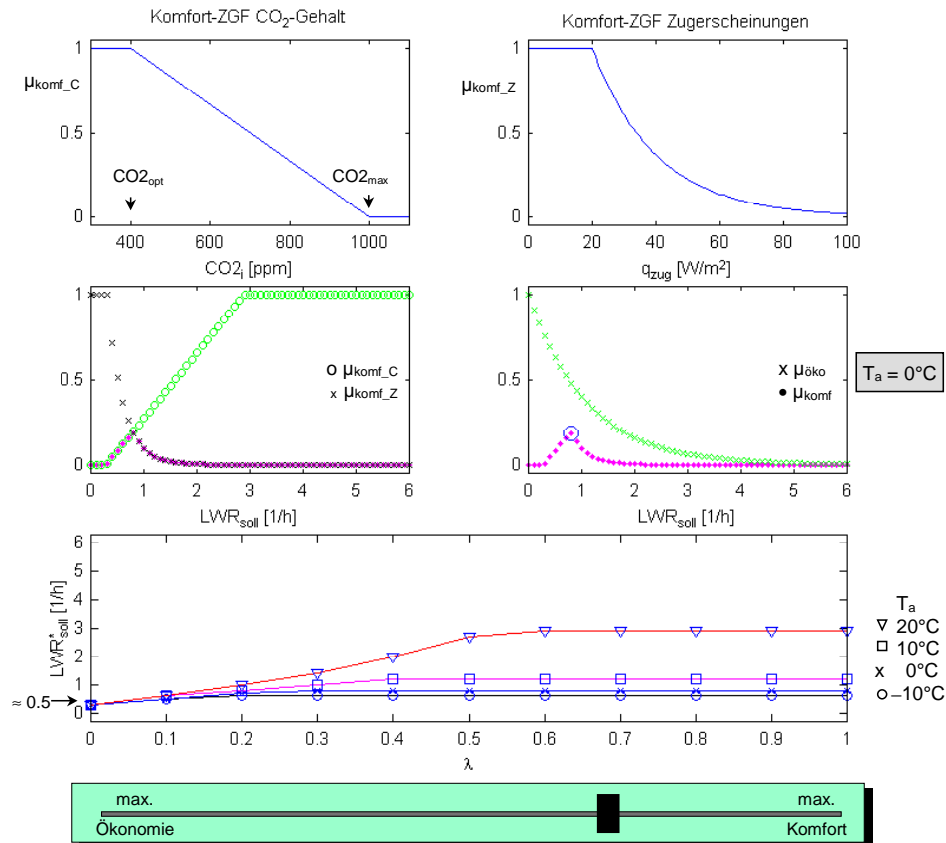 Komfort-ZGF CO₂-Gehalt
Komfort-ZGF Zugerscheinungen
1
μkomf_C
0.5
0
CO2opt
CO2max
400 600 800 1000
CO2i [ppm]
1
μkomf_Z
0.5
0
0 20 40 60 80 100
qzug [W/m²]
1
0.5
0
o μkomf_C
x μkomf_Z
0 1 2 3 4 5 6
LWRsoll [1/h]
1
0.5
0
x μöko
• μkomf
0 1 2 3 4 5 6
LWRsoll [1/h]
Ta = 0°C
LWR*soll [1/h]
6
5
4
3
2
1
0
≈ 0.5
0 0.1 0.2 0.3 0.4 0.5 0.6 0.7 0.8 0.9 1
λ
Ta
▽ 20°C
□ 10°C
x 0°C
o –10°C
max. max.
Ökonomie Komfort